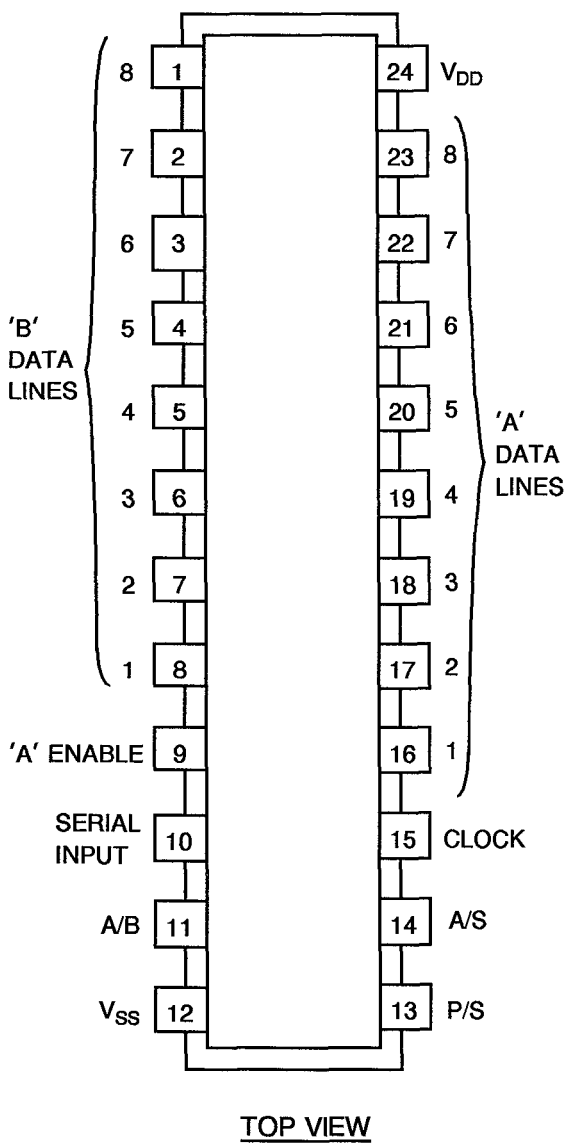 8 1 24 VDD
7 2 23 8
6 3 22 7
5 4 21 6
4 5 20 5
3 6 19 4
2 7 18 3
1 8 17 2
'A' ENABLE 9 16 1
SERIAL
INPUT 10 15 CLOCK
A/B 11 14 A/S
VSS 12 13 P/S
'B'
DATA
LINES
'A'
DATA
LINES
TOP VIEW